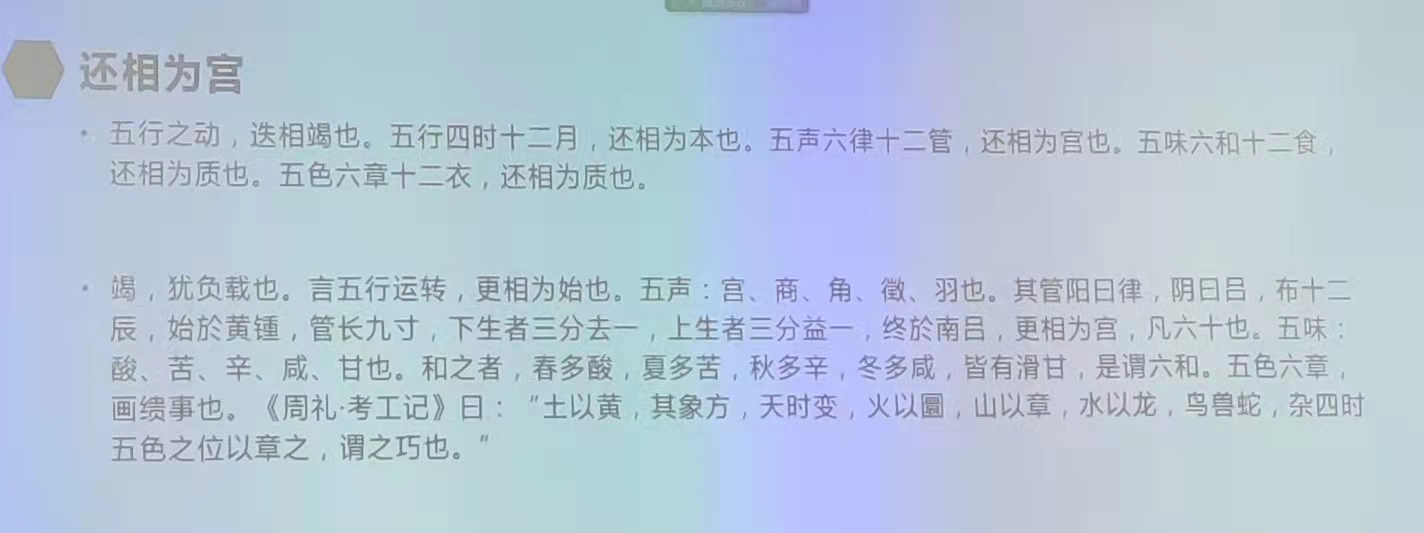 还相为宫
• 五行之动，迭相竭也。五行四时十二月，还相为本也。五声六律十二管，还相为宫也。五味六和十二食，
还相为质也。五色六章十二衣，还相为质也。
• 竭，犹负载也。言五行运转，更相为始也。五声：宫、商、角、徵、羽也。其管阳曰律，阴曰吕，布十二
辰，始於黄锺，管长九寸，下生者三分去一，上生者三分益一，终於南吕，更相为宫，凡六十也。五味：
酸、苦、辛、咸、甘也。和之者，春多酸，夏多苦，秋多辛，冬多咸，皆有滑甘，是谓六和。五色六章，
画缋事也。《周礼·考工记》曰：“土以黄，其象方，天时变，火以圜，山以章，水以龙，鸟兽蛇，杂四时
五色之位以章之，谓之巧也。”